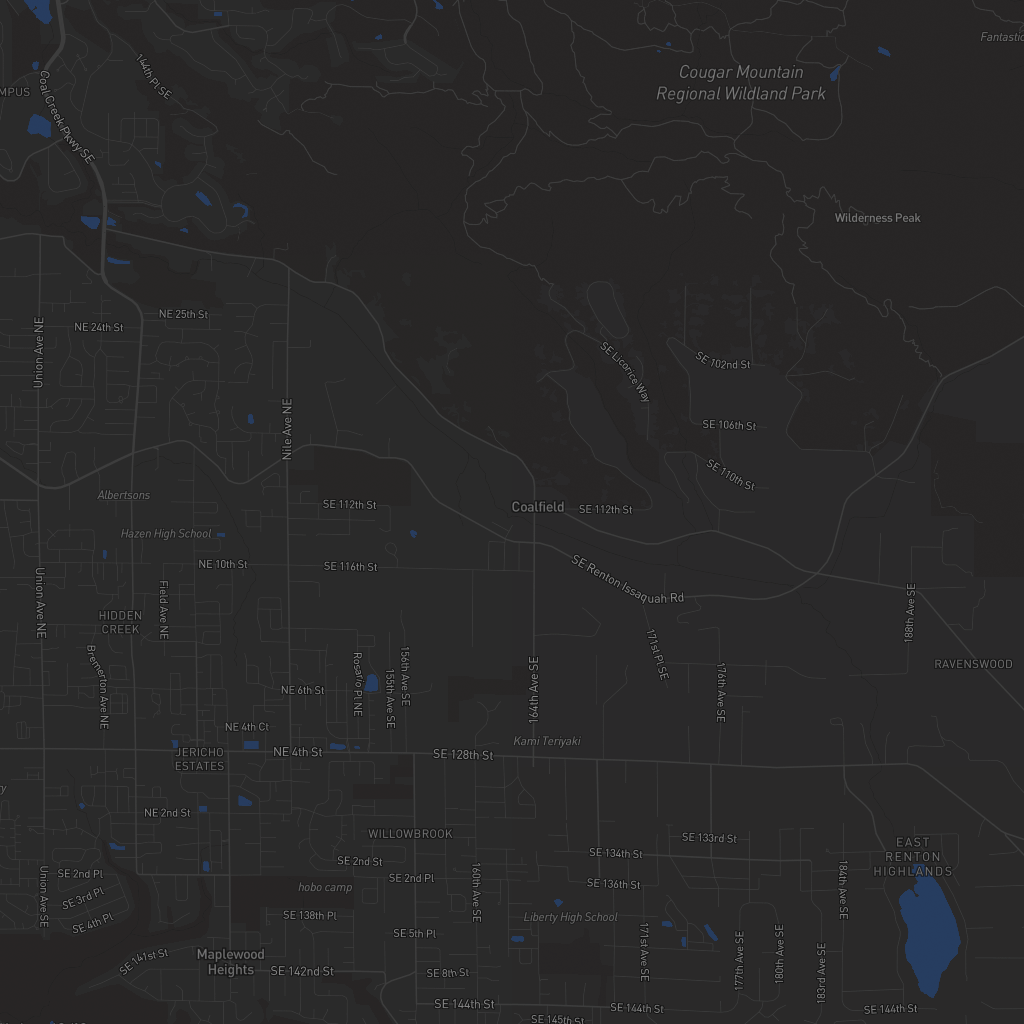 Fantastic
Cougar Mountain
Regional Wildland Park
144th Pl SE
MPUS
Coal Creek Pkwy SE
Wilderness Peak
NE 25th St
NE 24th St
Union Ave NE
SE Licorice Way
SE 102nd St
Nile Ave NE
SE 106th St
SE 110th St
Albertsons
SE 112th St
Coalfield
SE 112th St
Hazen High School
NE 10th St
SE 116th St
SE Renton Issaquah Rd
Union Ave NE
Field Ave NE
188th Ave SE
HIDDEN
CREEK
171st Pl SE
RAVENSWOOD
Bremerton Ave NE
Rosario Pl NE
156th Ave SE
155th Ave SE
164th Ave SE
176th Ave SE
NE 6th St
NE 4th Ct
Kami Teriyaki
JERICHO
ESTATES
NE 4th St
SE 128th St
NE 2nd St
WILLOWBROOK
SE 133rd St
EAST
RENTON
HIGHLANDS
SE 134th St
SE 2nd St
SE 2nd Pl
SE 2nd Pl
SE 136th St
184th Ave SE
160th Ave SE
Union Ave SE
SE 3rd Pl
hobo camp
SE 138th Pl
Liberty High School
SE 4th Pl
SE 5th Pl
171st Ave SE
177th Ave SE
180th Ave SE
183rd Ave SE
SE 141st St
Maplewood
Heights
SE 142nd St
SE 8th St
SE 144th St
SE 144th St
SE 144th St
SE 145th St